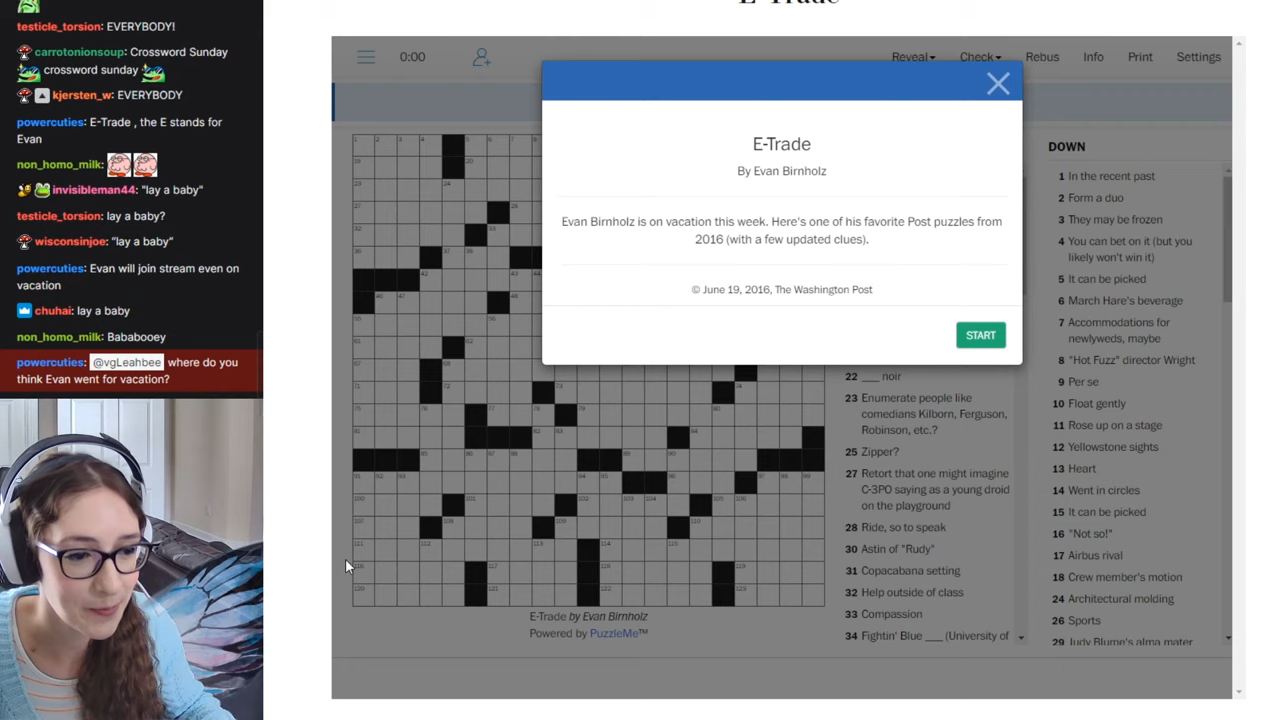 testicle_torsion: EVERYBODY!
carrotonionsoup: Crossword Sunday
crossword sunday
kjersten_w: EVERYBODY
powercuties: E-Trade , the E stands for
Evan
non_homo_milk:
invisibleman44: "lay a baby"
testicle_torsion: lay a baby?
wisconsinjoe: "lay a baby"
powercuties: Evan will join stream even on
vacation
chuhai: lay a baby
non_homo_milk: Bababooey
powercuties: @vgLeahbee where do you
think Evan went for vacation?
E-Trade
0:00
Reveal
Check
Rebus
Info
Print
Settings
E-Trade
By Evan Birnholz
Evan Birnholz is on vacation this week. Here's one of his favorite Post puzzles from
2016 (with a few updated clues).
© June 19, 2016, The Washington Post
START
22 ___ noir
23 Enumerate people like
comedians Kilborn, Ferguson,
Robinson, etc.?
25 Zipper?
27 Retort that one might imagine
C-3PO saying as a young droid
on the playground
28 Ride, so to speak
30 Astin of "Rudy"
31 Copacabana setting
32 Help outside of class
33 Compassion
34 Fightin' Blue ___ (University of
DOWN
1 In the recent past
2 Form a duo
3 They may be frozen
4 You can bet on it (but you
likely won't win it)
5 It can be picked
6 March Hare's beverage
7 Accommodations for
newlyweds, maybe
8 "Hot Fuzz" director Wright
9 Per se
10 Float gently
11 Rose up on a stage
12 Yellowstone sights
13 Heart
14 Went in circles
15 It can be picked
16 "Not so!"
17 Airbus rival
18 Crew member's motion
24 Architectural molding
26 Sports
29 Judy Blume's alma mater
E-Trade by Evan Birnholz
Powered by PuzzleMe™